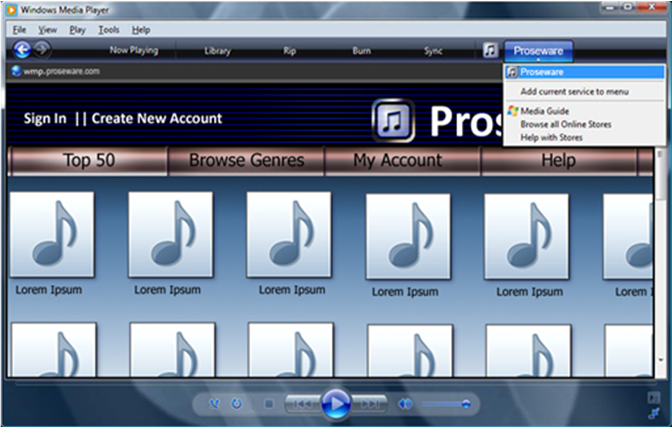 Windows Media Player
File View Play Tools Help
Now Playing Library Rip Burn Sync Proseware
wmp.proseware.com
Proseware
Add current service to menu
Media Guide
Browse all Online Stores
Help with Stores
Sign In || Create New Account
Pros
Top 50 Browse Genres My Account Help
Lorem Ipsum Lorem Ipsum Lorem Ipsum Lorem Ipsum Lorem Ipsum Lorem I